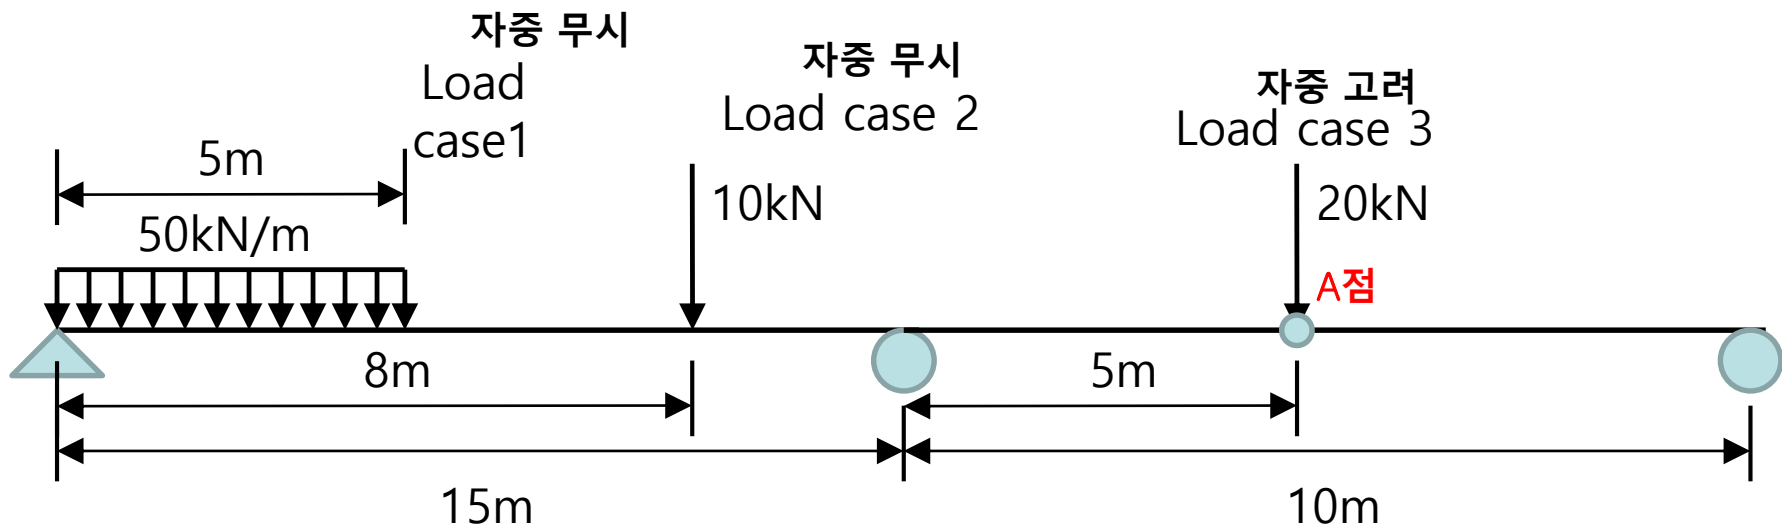 자중 무시
Load
case1
자중 무시
Load case 2
자중 고려
Load case 3
5m
50kN/m
10kN
20kN
A점
8m
5m
15m
10m